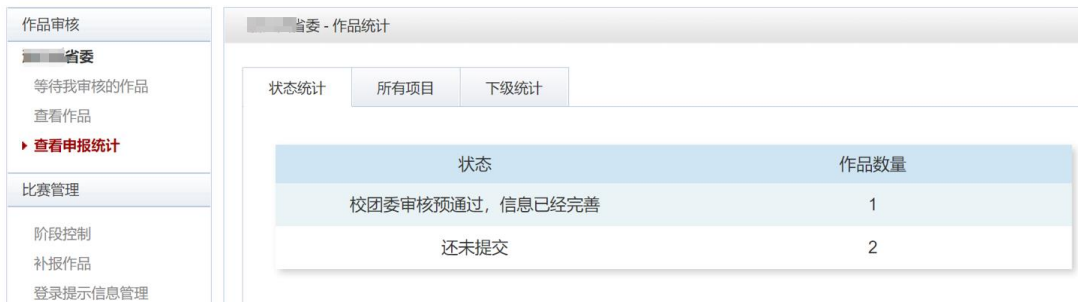 作品审核
省委
等待我审核的作品
查看作品
查看申报统计
比赛管理
阶段控制
补报作品
登录提示信息管理
省委 - 作品统计
状态统计 所有项目 下级统计
状态 作品数量
校团委审核预通过，信息已经完善 1
还未提交 2